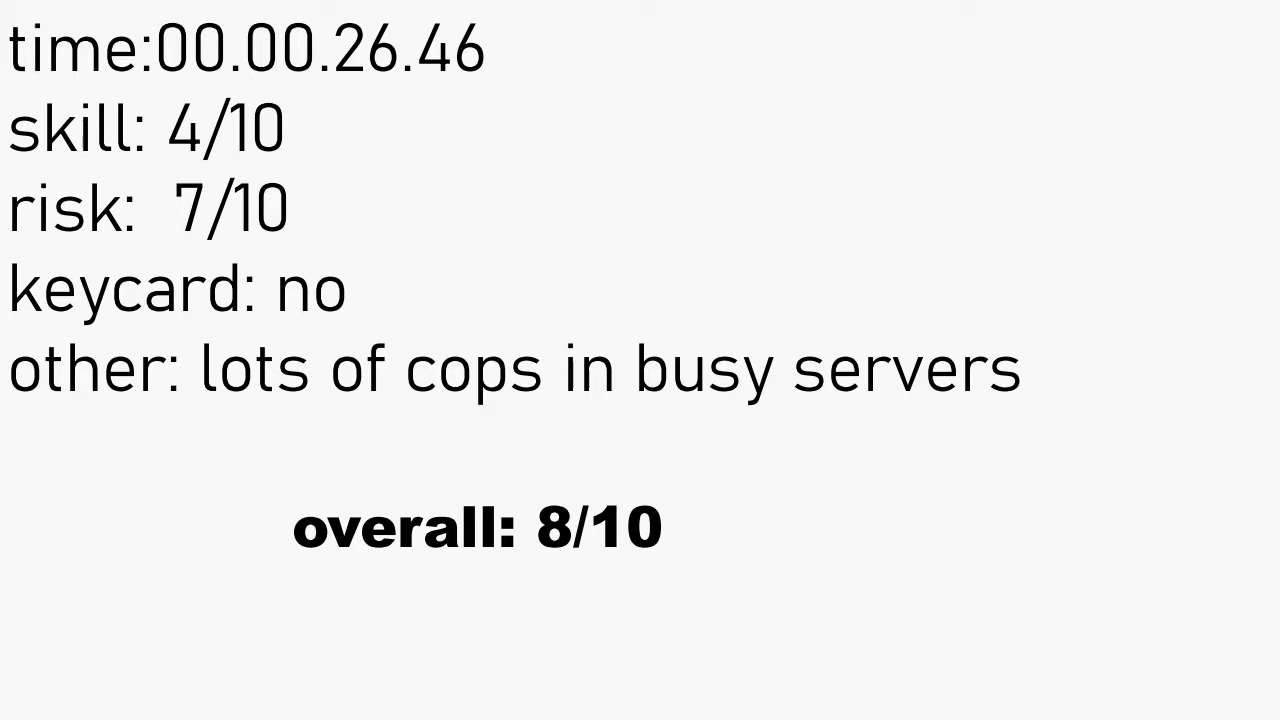 time:00.00.26.46
skill: 4/10
risk:  7/10
keycard: no
other: lots of cops in busy servers
overall: 8/10